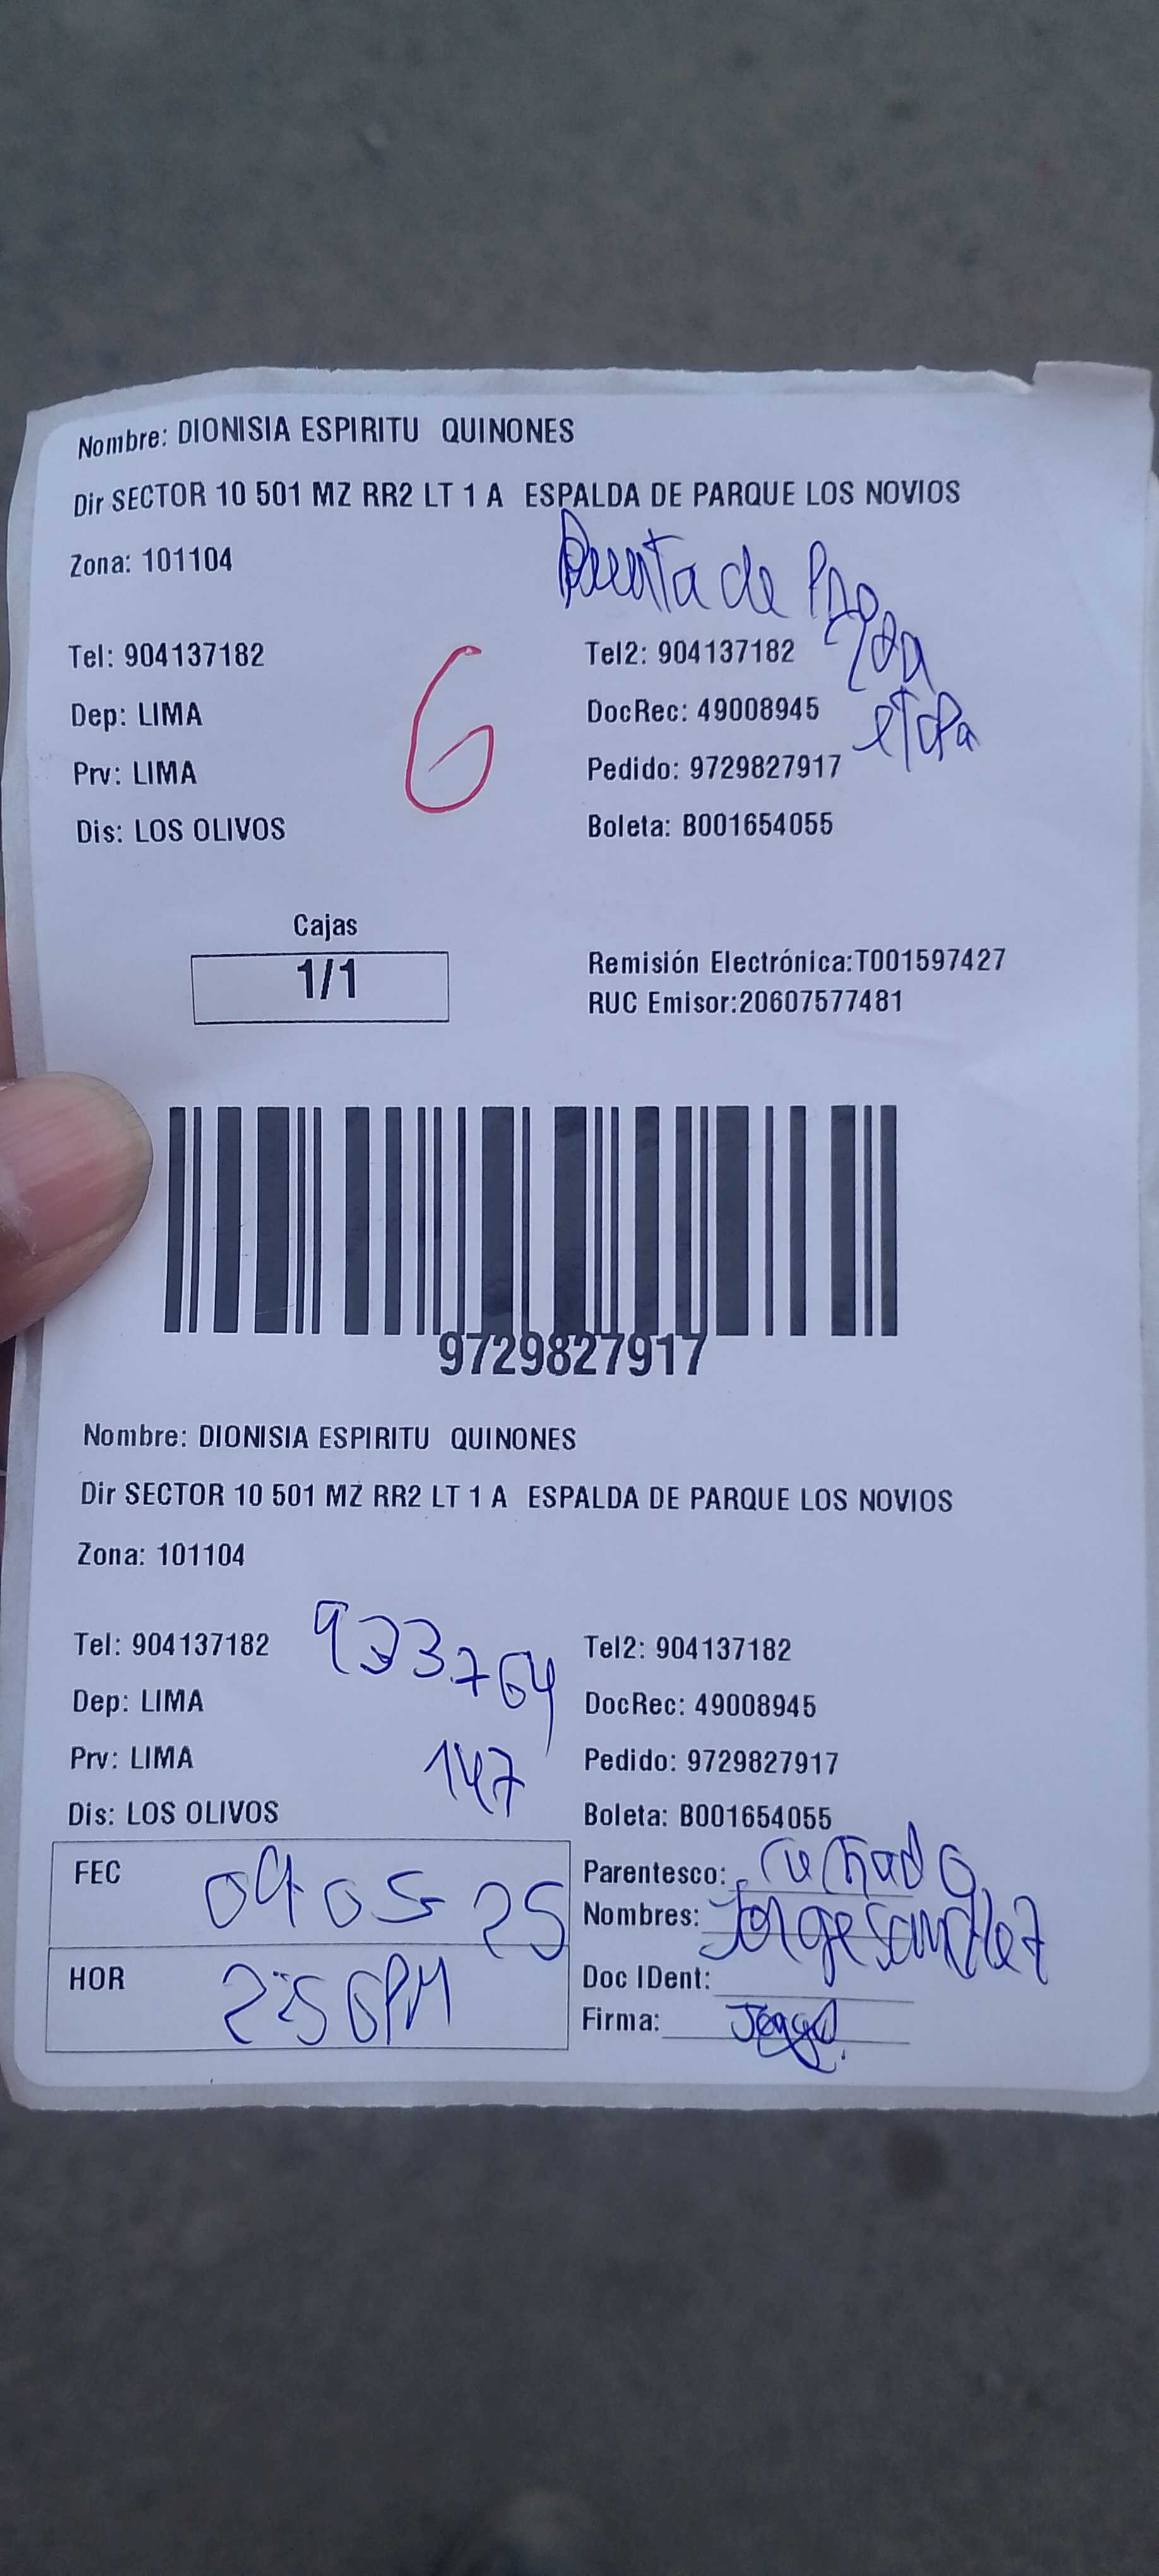 Nombre: DIONISIA ESPIRITU QUINONES
Dir SECTOR 10 501 MZ RR2 LT 1 A ESPALDA DE PARQUE LOS NOVIOS
Zona: 101104
de Pro
Tel: 904137182
Tel2: 904137182
2da
Dep: LIMA
6
DocRec: 49008945
etapa
Prv: LIMA
Pedido: 9729827917
Dis: LOS OLIVOS
Boleta: B001654055
Cajas
1/1
Remisión Electrónica:T001597427
RUC Emisor:20607577481
9729827917
Nombre: DIONISIA ESPIRITU QUINONES
Dir SECTOR 10 501 MZ RR2 LT 1 A ESPALDA DE PARQUE LOS NOVIOS
Zona: 101104
Tel: 904137182
933764
Tel2: 904137182
Dep: LIMA
DocRec: 49008945
Prv: LIMA
147
Pedido: 9729827917
Dis: LOS OLIVOS
Boleta: B001654055
FEC 09 05 25
Parentesco: Cuñado
Nombres: Jorge Sanchez
HOR 2:56 PM
Doc IDent:
Firma: